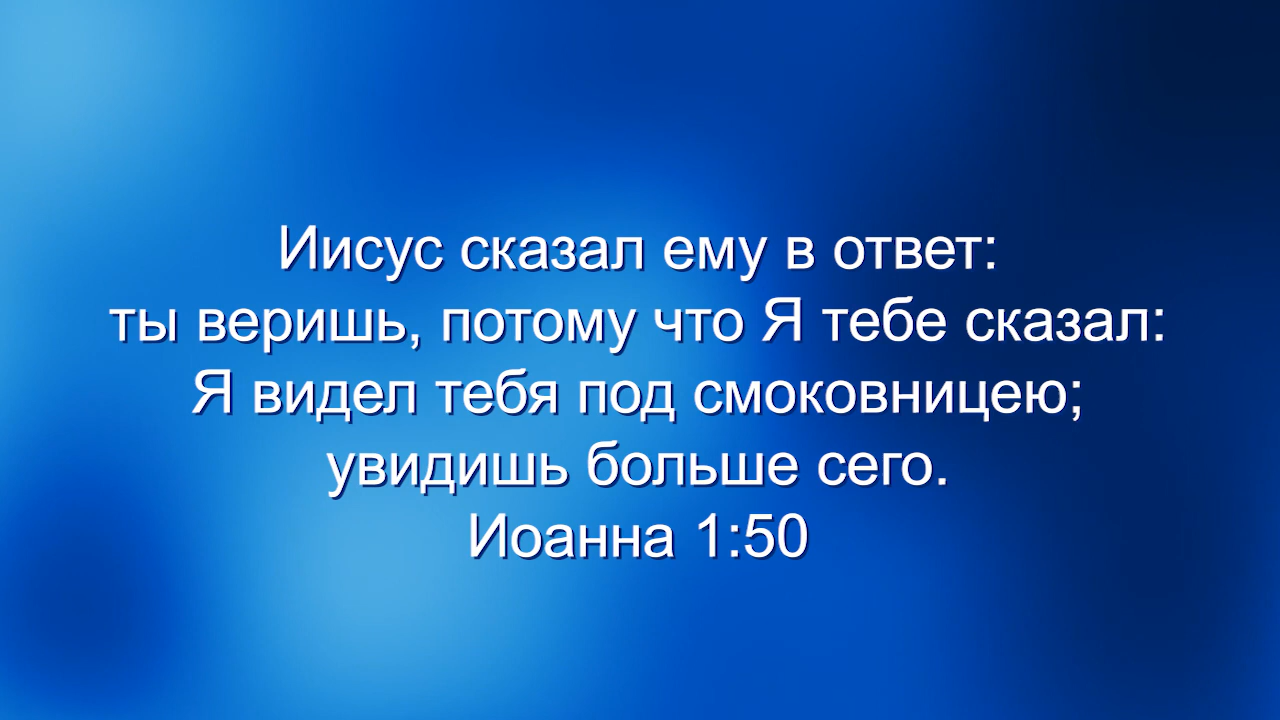 Иисус сказал ему в ответ:
ты веришь, потому что Я тебе сказал:
Я видел тебя под смоковницею;
увидишь больше сего.
Иоанна 1:50